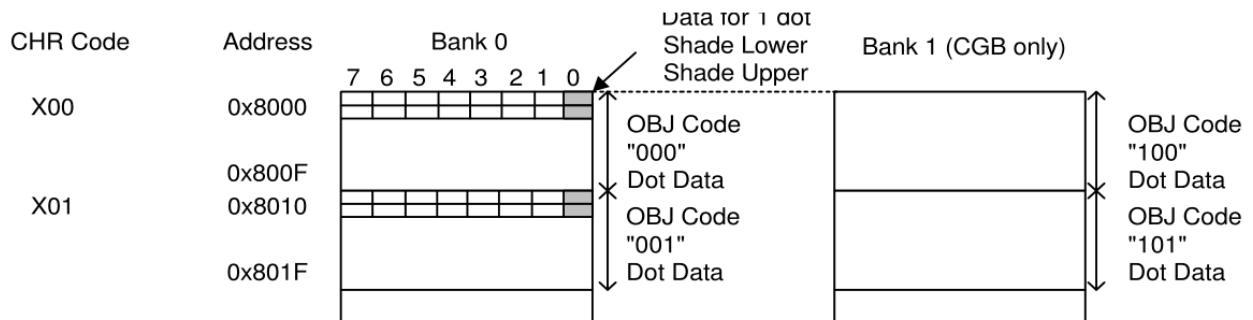 Data for 1 dot
CHR Code Address Bank 0 Shade Lower Bank 1 (CGB only)
Shade Upper
7 6 5 4 3 2 1 0
X00 0x8000
OBJ Code OBJ Code
"000" "100"
0x800F Dot Data Dot Data
X01 0x8010
OBJ Code OBJ Code
"001" "101"
0x801F Dot Data Dot Data